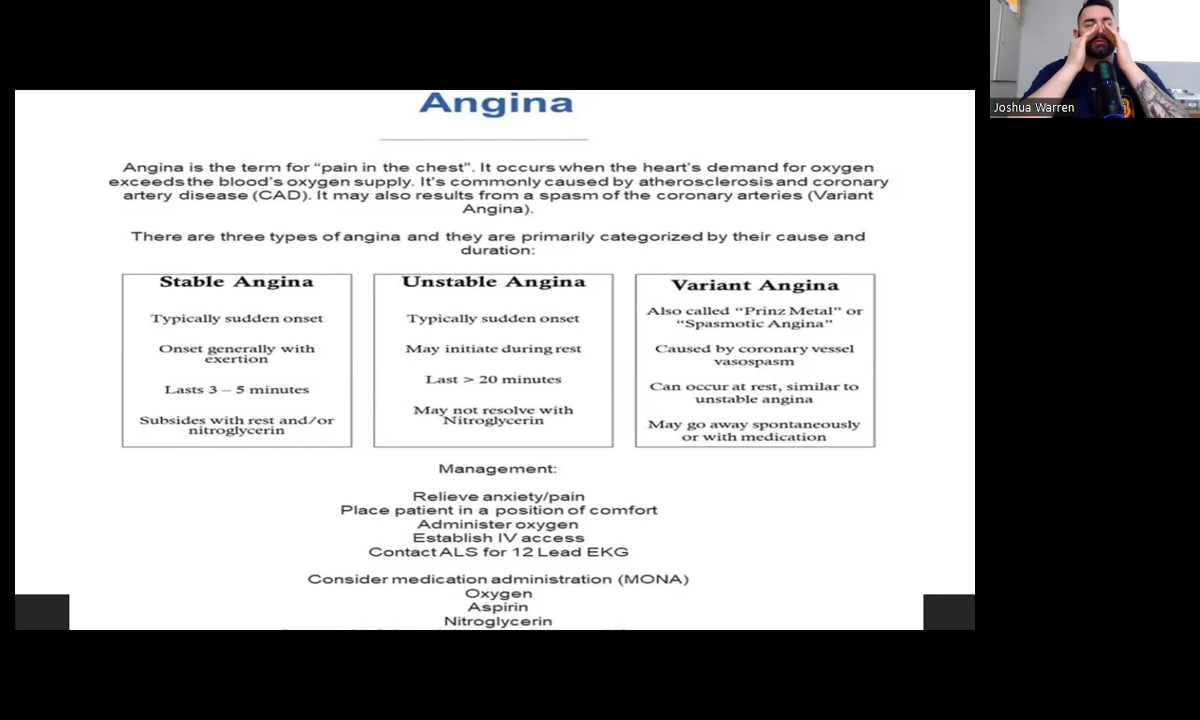 Angina
Angina is the term for “pain in the chest”. It occurs when the heart’s demand for oxygen
exceeds the blood’s oxygen supply. It’s commonly caused by atherosclerosis and coronary
artery disease (CAD). It may also results from a spasm of the coronary arteries (Variant
Angina).
There are three types of angina and they are primarily categorized by their cause and
duration:
Stable Angina
Typically sudden onset
Onset generally with
exertion
Lasts 3 – 5 minutes
Subsides with rest and/or
nitroglycerin
Unstable Angina
Typically sudden onset
May initiate during rest
Last > 20 minutes
May not resolve with
Nitroglycerin
Variant Angina
Also called “Prinz Metal” or
“Spasmotic Angina”
Caused by coronary vessel
vasospasm
Can occur at rest, similar to
unstable angina
May go away spontaneously
or with medication
Management:
Relieve anxiety/pain
Place patient in a position of comfort
Administer oxygen
Establish IV access
Contact ALS for 12 Lead EKG
Consider medication administration (MONA)
Oxygen
Aspirin
Nitroglycerin
Joshua Warren